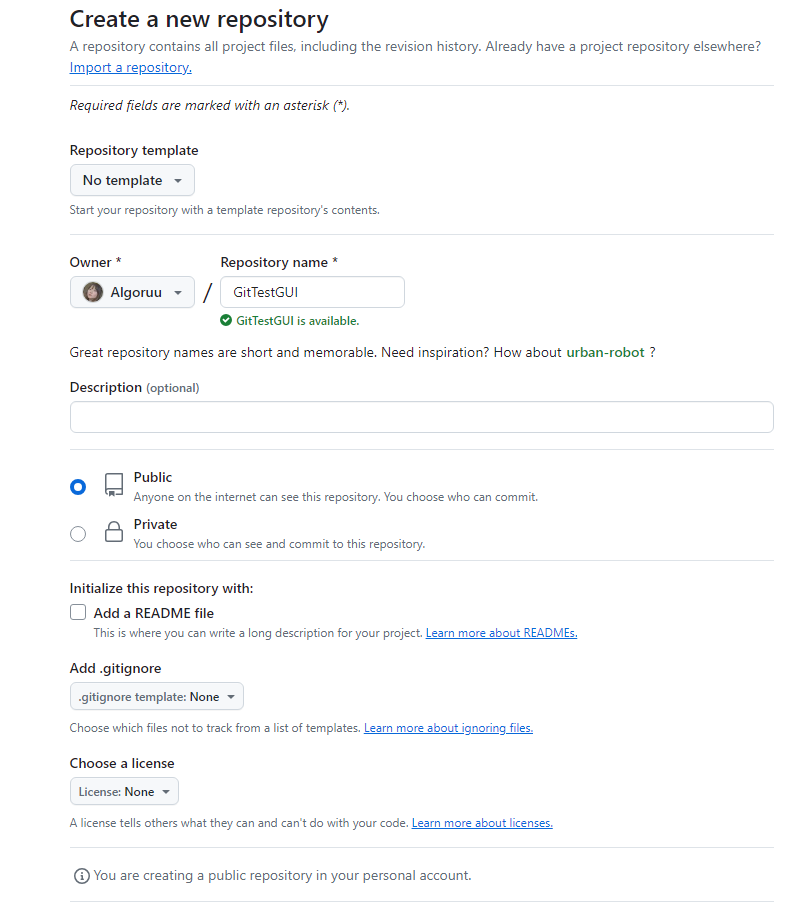 Create a new repository
A repository contains all project files, including the revision history. Already have a project repository elsewhere?
Import a repository.
Required fields are marked with an asterisk (*).
Repository template
No template
Start your repository with a template repository's contents.
Owner *
Repository name *
Algoruu
/
GitTestGUI
GitTestGUI is available.
Great repository names are short and memorable. Need inspiration? How about urban-robot ?
Description (optional)
Public
Anyone on the internet can see this repository. You choose who can commit.
Private
You choose who can see and commit to this repository.
Initialize this repository with:
Add a README file
This is where you can write a long description for your project. Learn more about READMEs.
Add .gitignore
.gitignore template: None
Choose which files not to track from a list of templates. Learn more about ignoring files.
Choose a license
License: None
A license tells others what they can and can't do with your code. Learn more about licenses.
You are creating a public repository in your personal account.